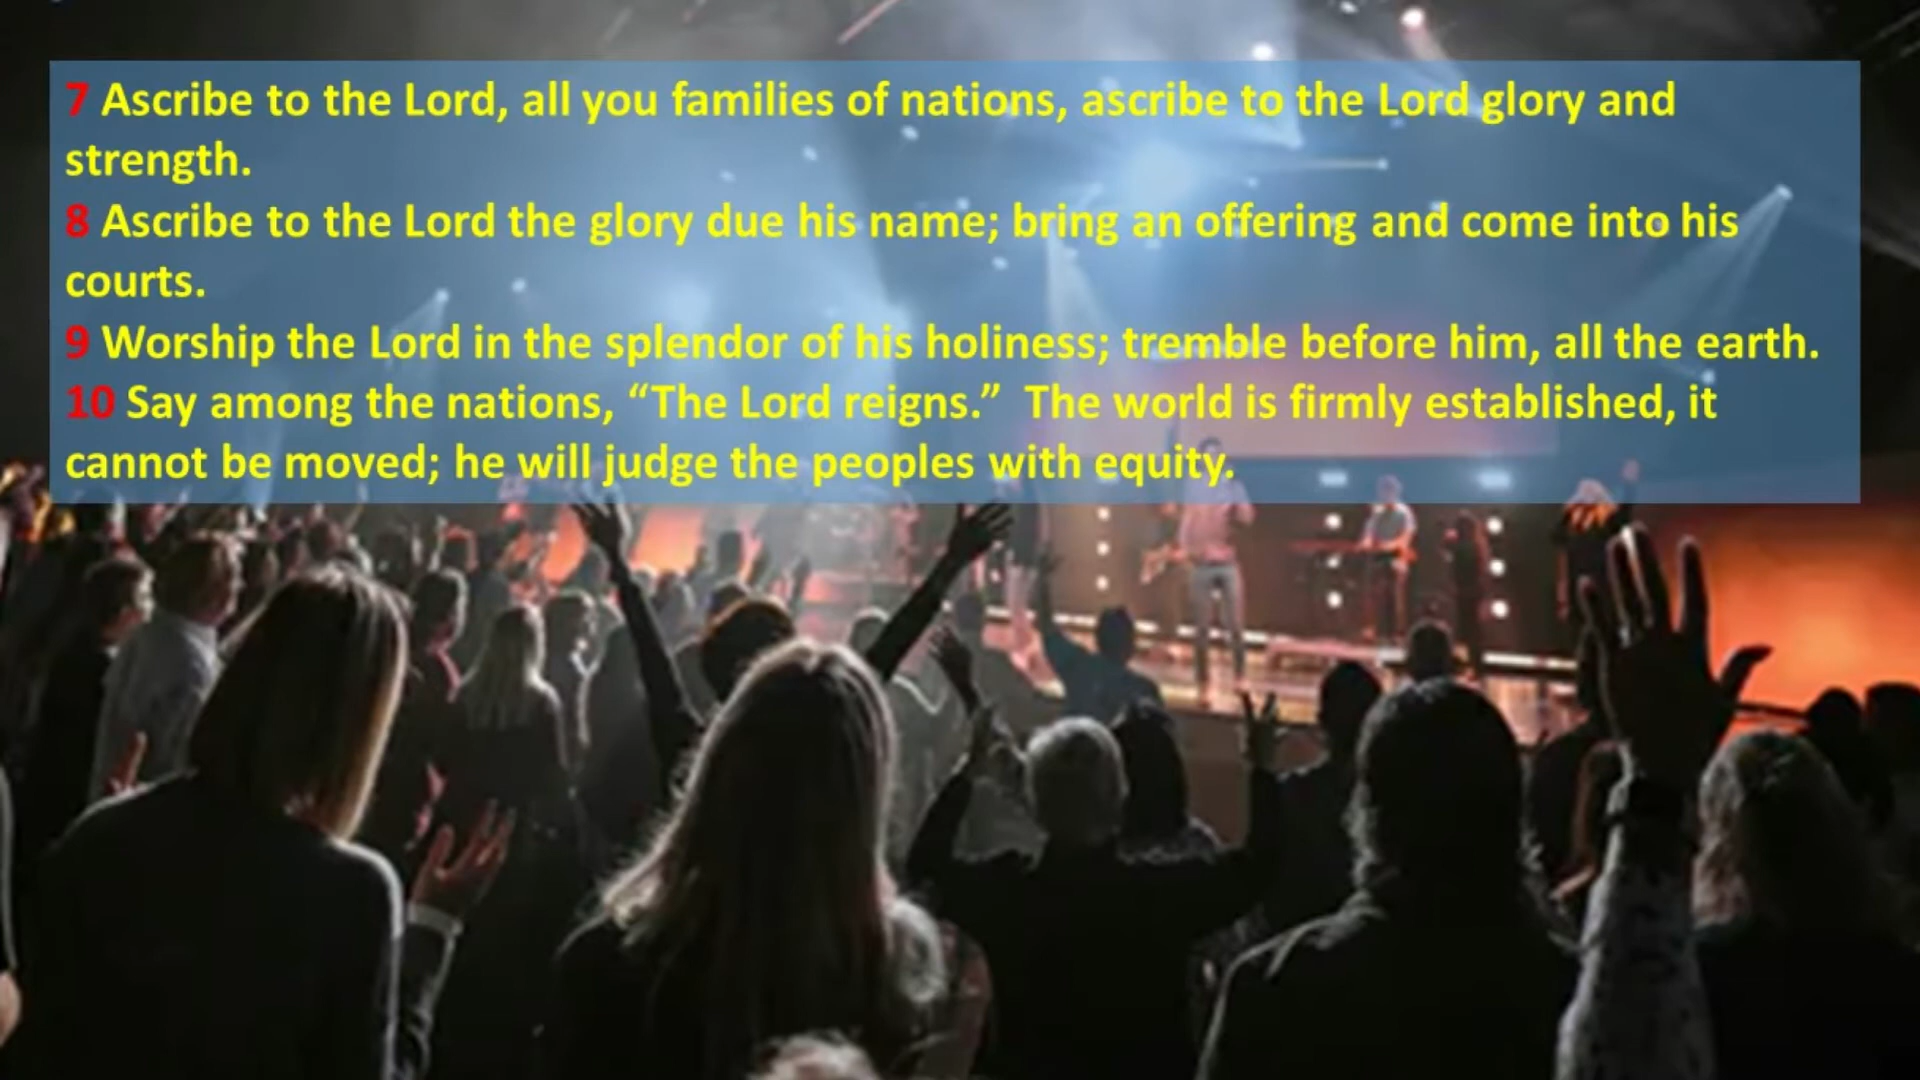 7 Ascribe to the Lord, all you families of nations, ascribe to the Lord glory and
strength.
8 Ascribe to the Lord the glory due his name; bring an offering and come into his
courts.
9 Worship the Lord in the splendor of his holiness; tremble before him, all the earth.
10 Say among the nations, “The Lord reigns.”  The world is firmly established, it
cannot be moved; he will judge the peoples with equity.